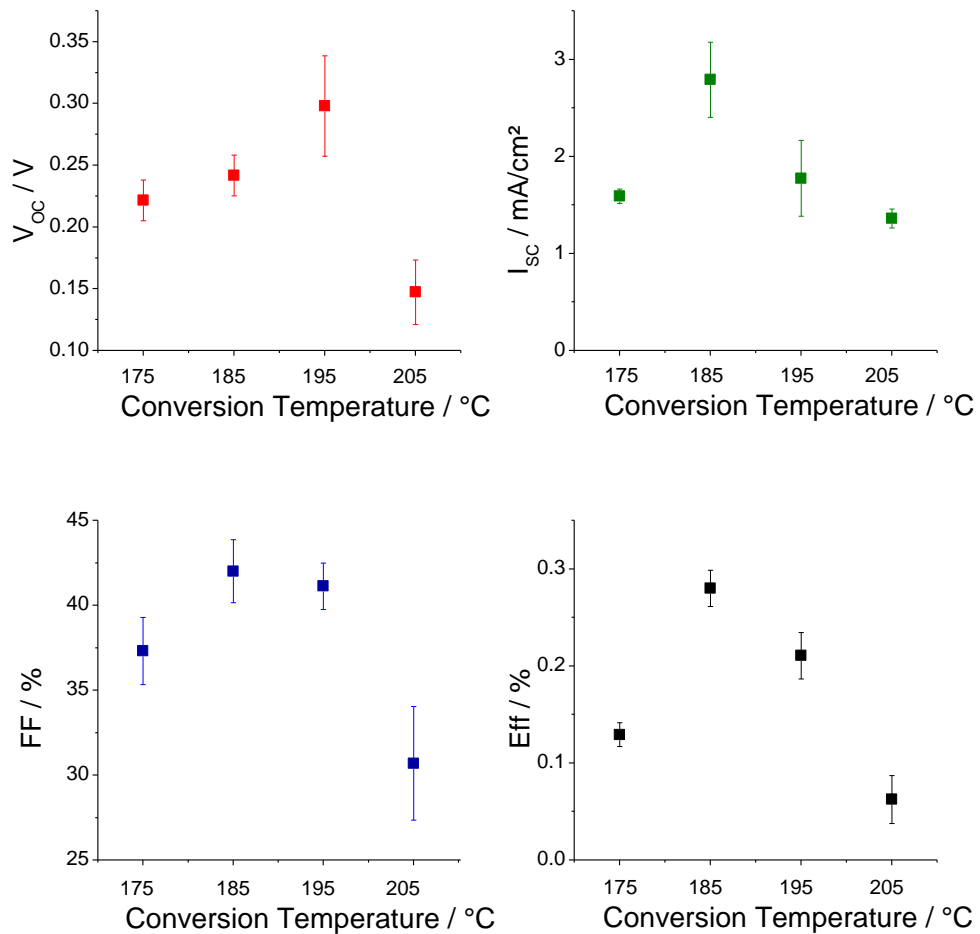 0.35
0.30
0.25
0.20
0.15
0.10
V_OC / V
175 185 195 205
Conversion Temperature / °C
3
2
1
0
I_SC / mA/cm²
175 185 195 205
Conversion Temperature / °C
45
40
35
30
25
FF / %
175 185 195 205
Conversion Temperature / °C
0.3
0.2
0.1
0.0
Eff / %
175 185 195 205
Conversion Temperature / °C